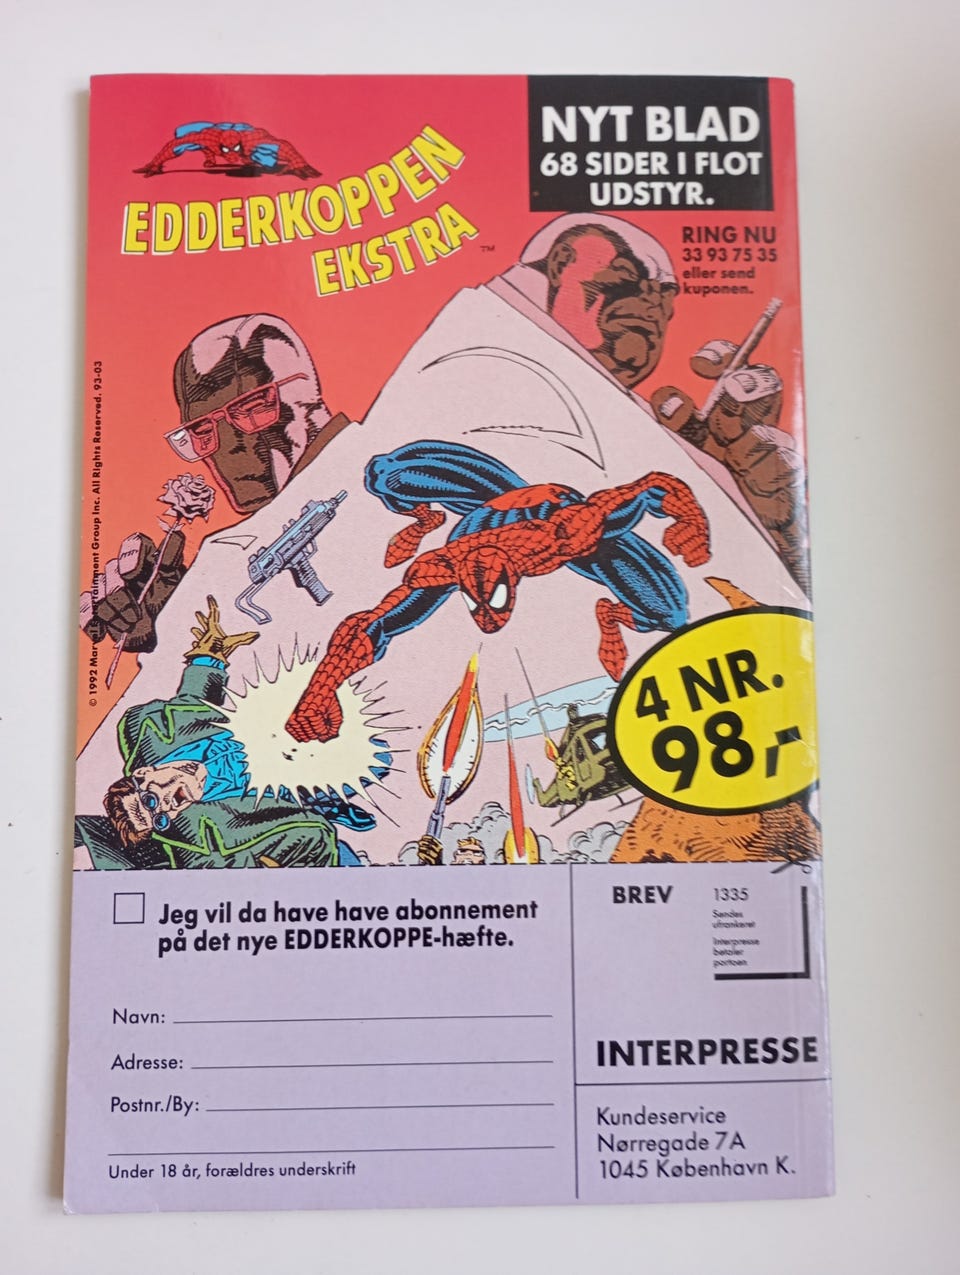 NYT BLAD
68 SIDER I FLOT
UDSTYR.
EDDERKOPPEN
EKSTRA™
RING NU
33 93 75 35
eller send
kuponen.
© 1992 Marvel Entertainment Group Inc. All Rights Reserved. 93-03
4 NR.
98,-
Jeg vil da have have abonnement
på det nye EDDERKOPPE-hæfte.
Navn:
Adresse:
Postnr./By:
Under 18 år, forældres underskrift
BREV
1335
Sendes
ufrankeret
Interpresse
betaler
portoen
INTERPRESSE
Kundeservice
Nørregade 7A
1045 København K.